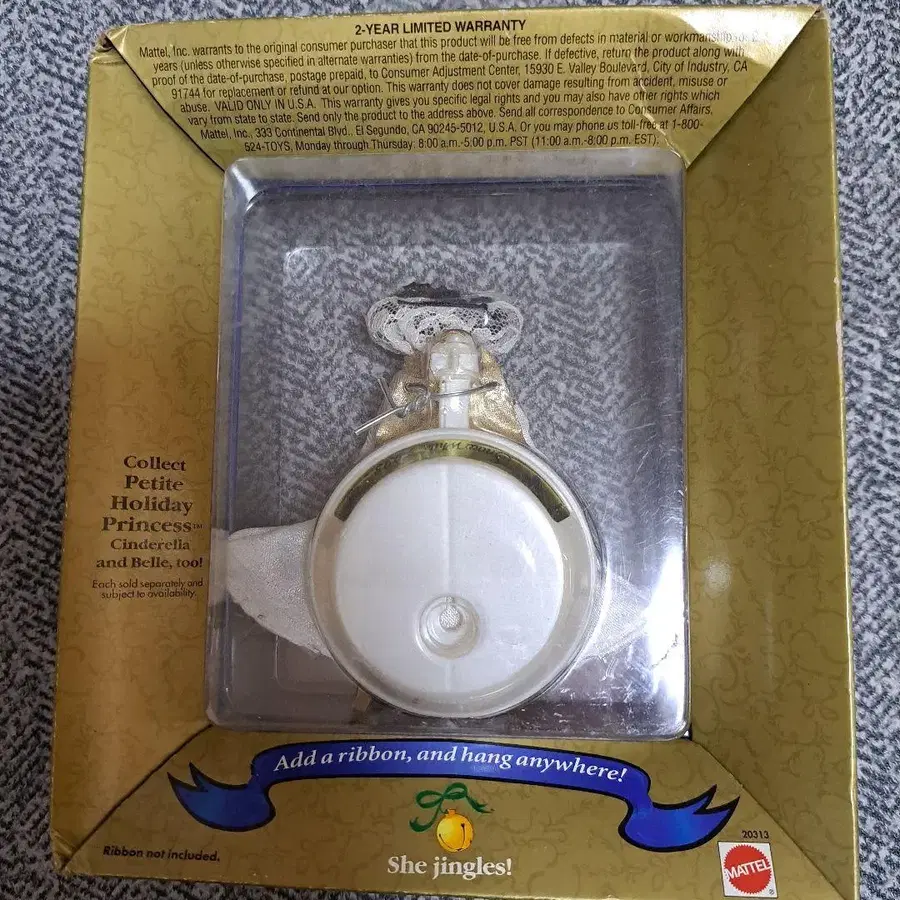 2-YEAR LIMITED WARRANTY
Mattel, Inc. warrants to the original consumer purchaser that this product will be free from defects in material or workmanship for 2
years (unless otherwise specified in alternate warranties) from the date-of-purchase. If defective, return the product along with
proof of the date-of-purchase, postage prepaid, to Consumer Adjustment Center, 15930 E. Valley Boulevard, City of Industry, CA
91744 for replacement or refund at our option. This warranty does not cover damage resulting from accident, misuse or
abuse. VALID ONLY IN U.S.A. This warranty gives you specific legal rights and you may also have other rights which
vary from state to state. Send only the product to the address above. Send all correspondence to Consumer Affairs,
Mattel, Inc., 333 Continental Blvd., El Segundo, CA 90245-5012, U.S.A. Or you may phone us toll-free at 1-800-
524-TOYS, Monday through Thursday: 8:00 a.m.-5:00 p.m. PST (11:00 a.m.-8:00 p.m. EST).
Collect
Petite
Holiday
Princess™
Cinderella
and Belle, too!
Each sold separately and
subject to availability.
Add a ribbon, and hang anywhere!
She jingles!
Ribbon not included.
20313
MATTEL
®